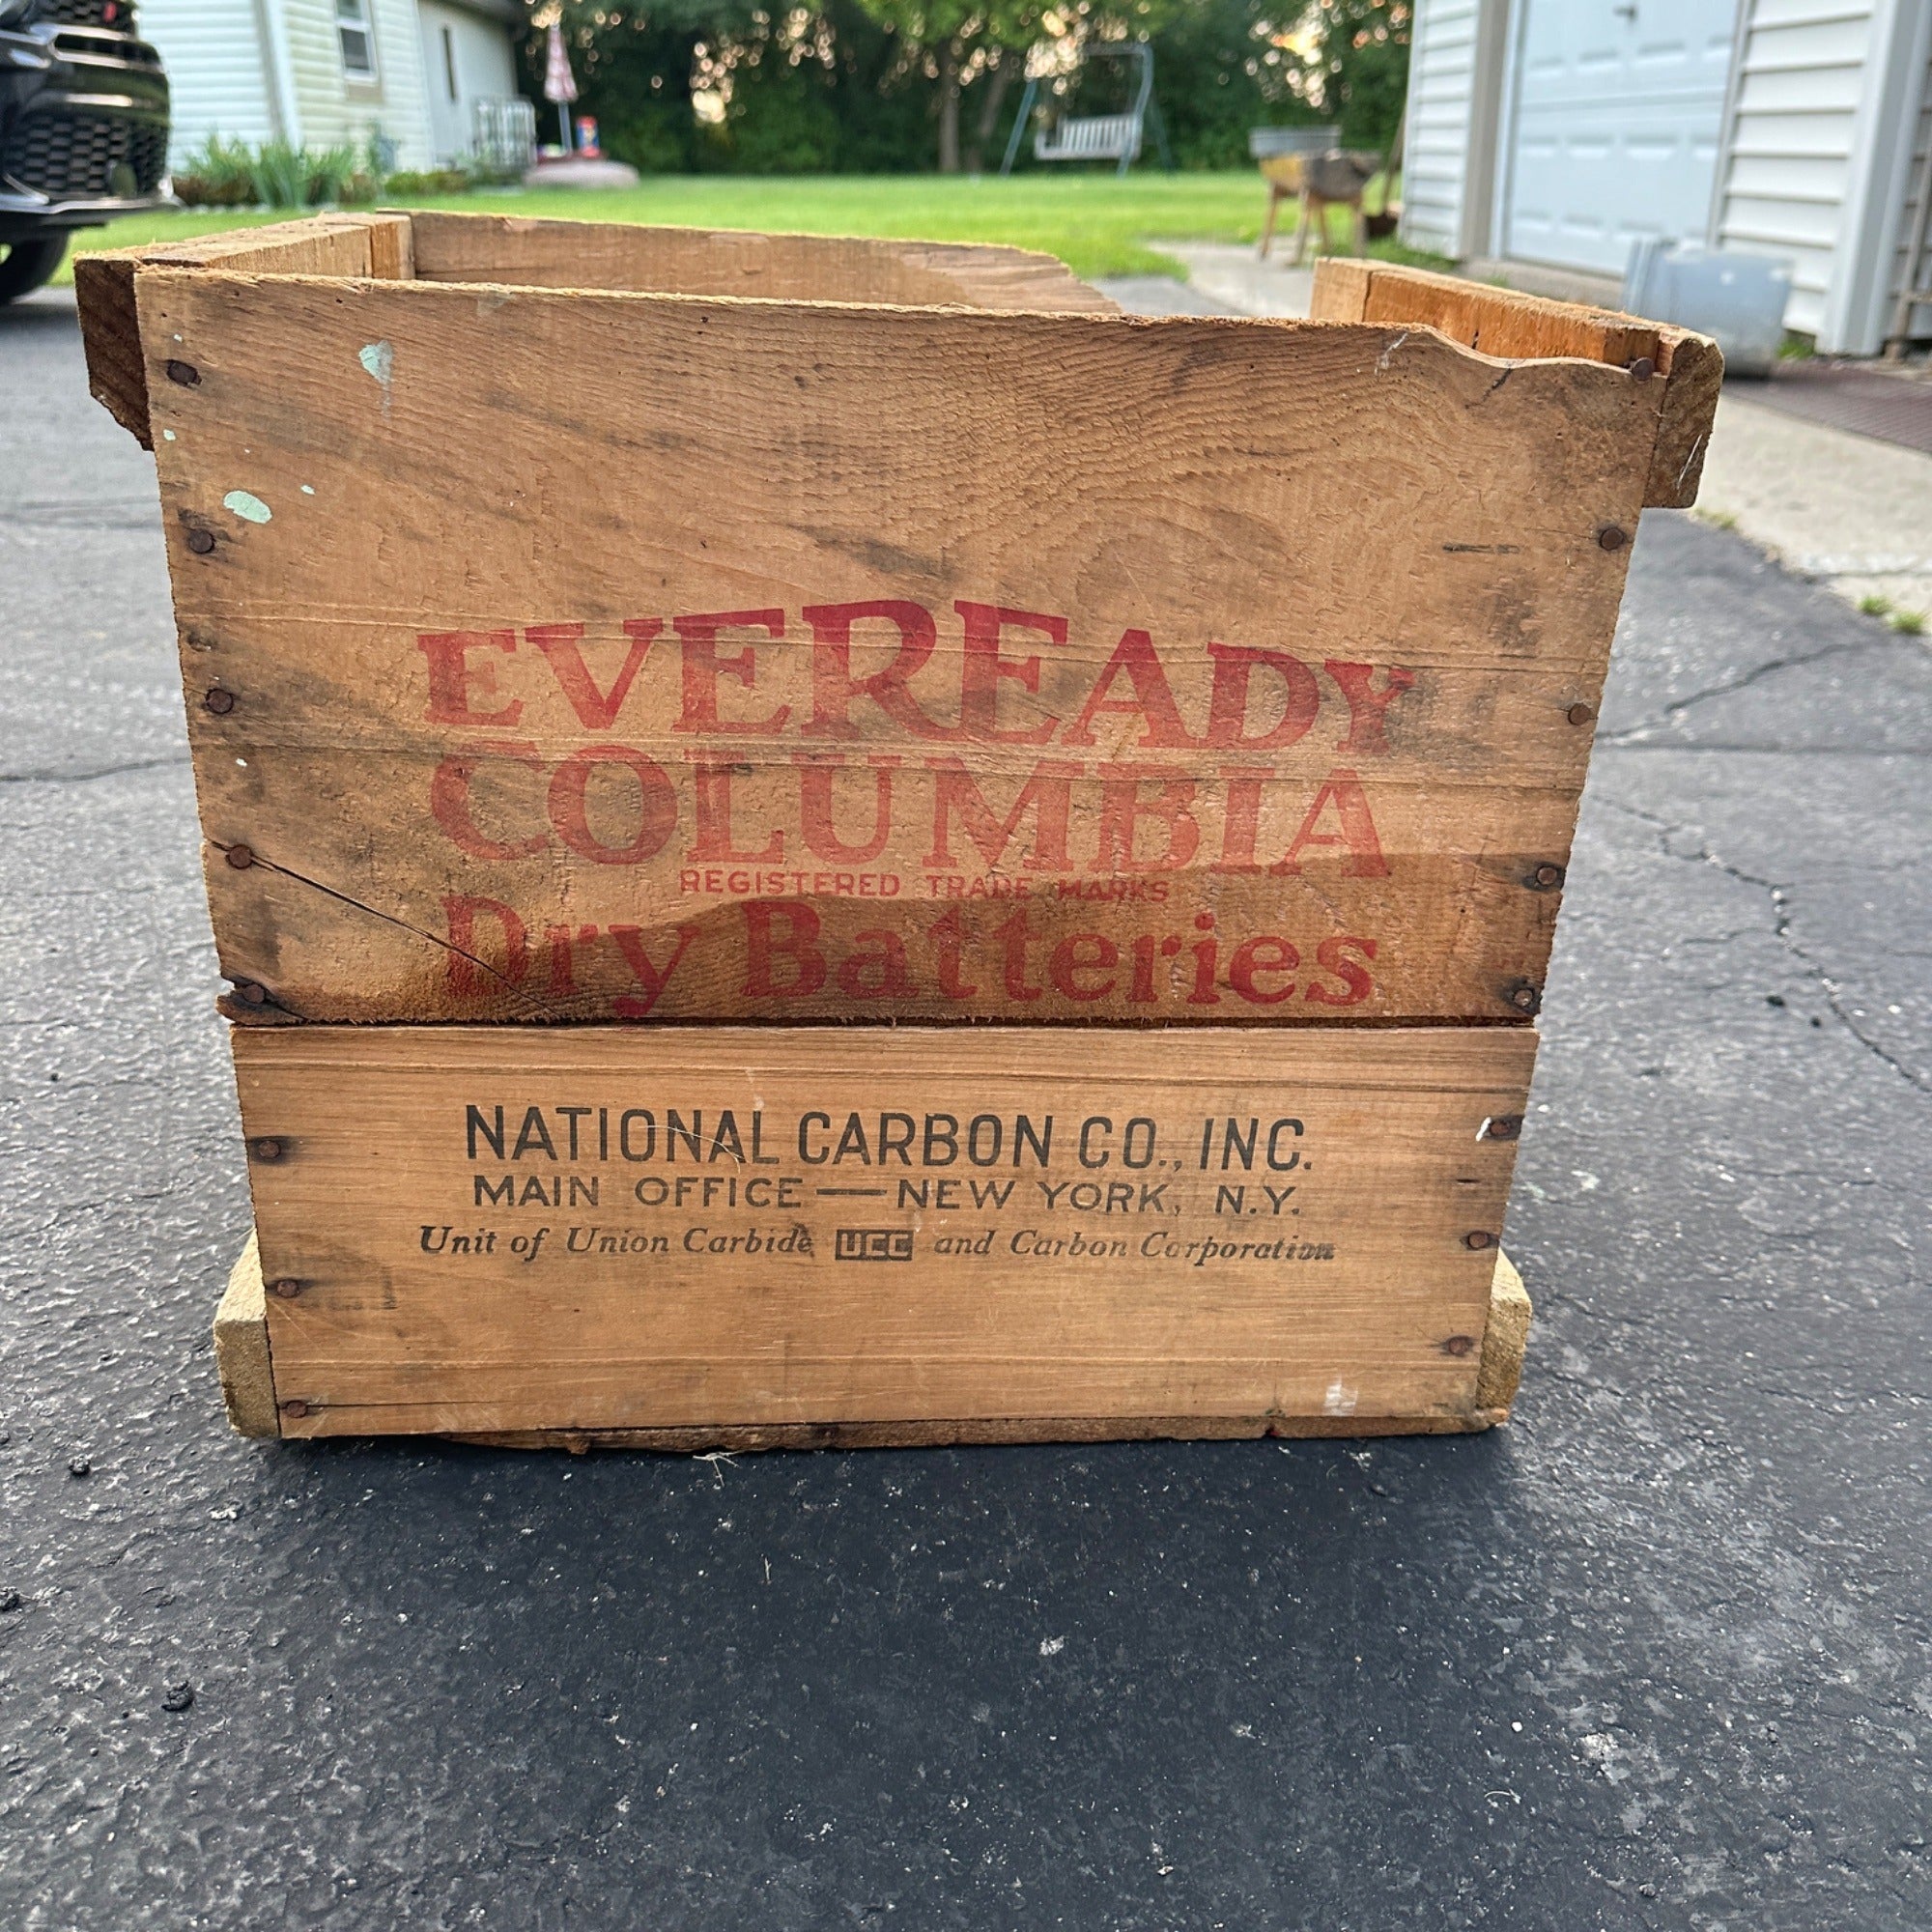 EVEREADY
COLUMBIA
REGISTERED TRADE MARKS
Dry Batteries
NATIONAL CARBON CO., INC.
MAIN OFFICE — NEW YORK, N.Y.
Unit of Union Carbide UCC and Carbon Corporation